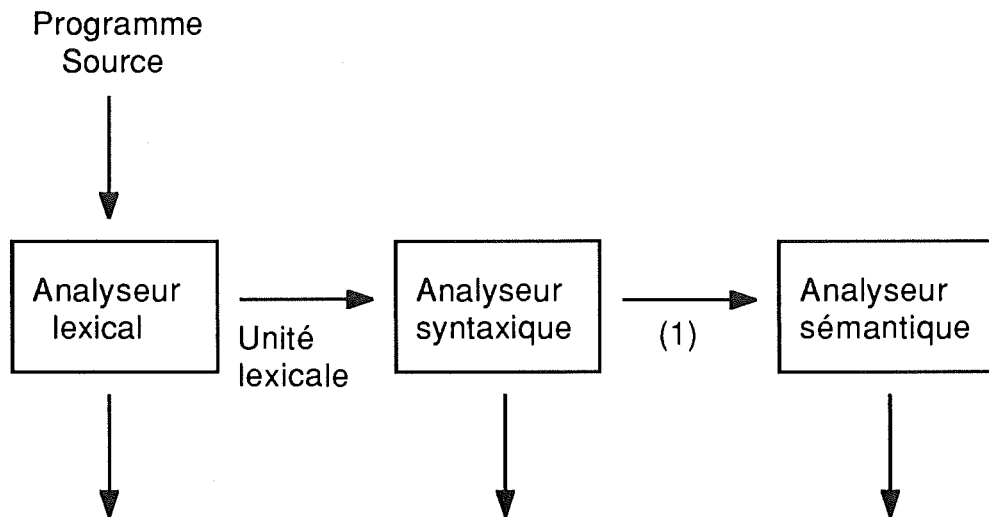 Programme
Source
Analyseur
lexical
Unité
lexicale
Analyseur
syntaxique
(1)
Analyseur
sémantique